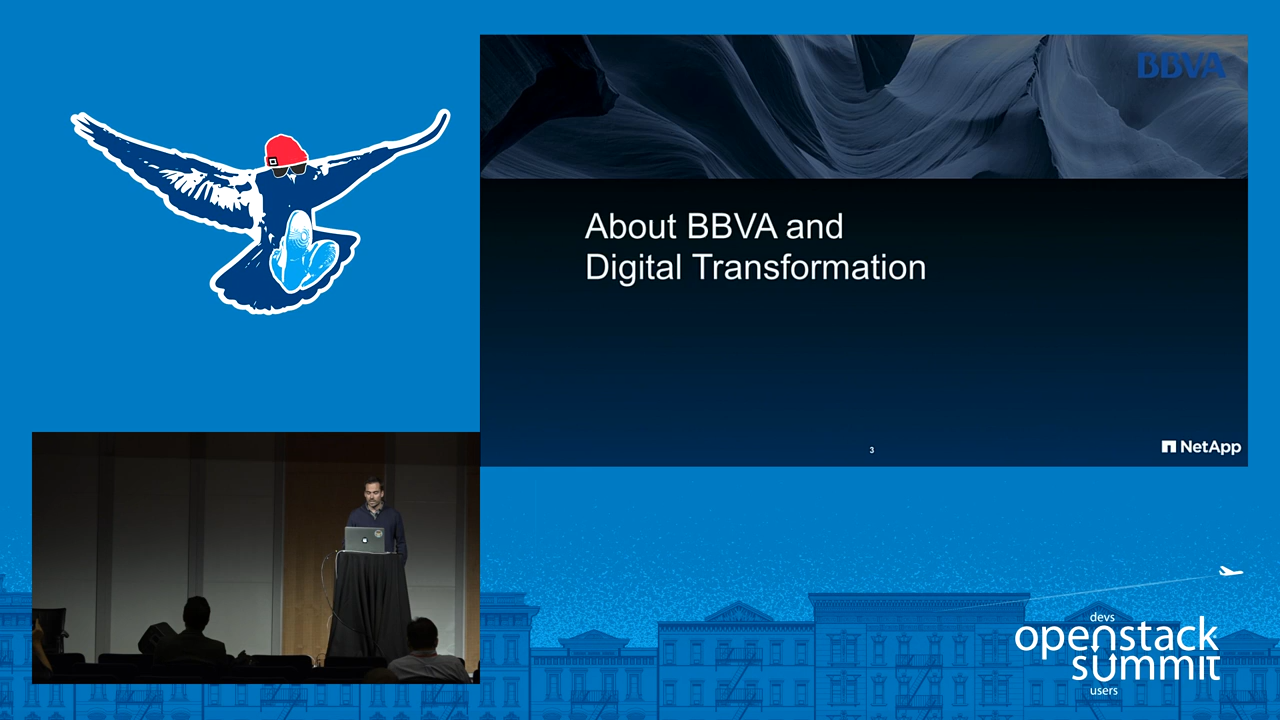 BBVA
About BBVA and
Digital Transformation
3
NetApp
devs
openstack
summit
users